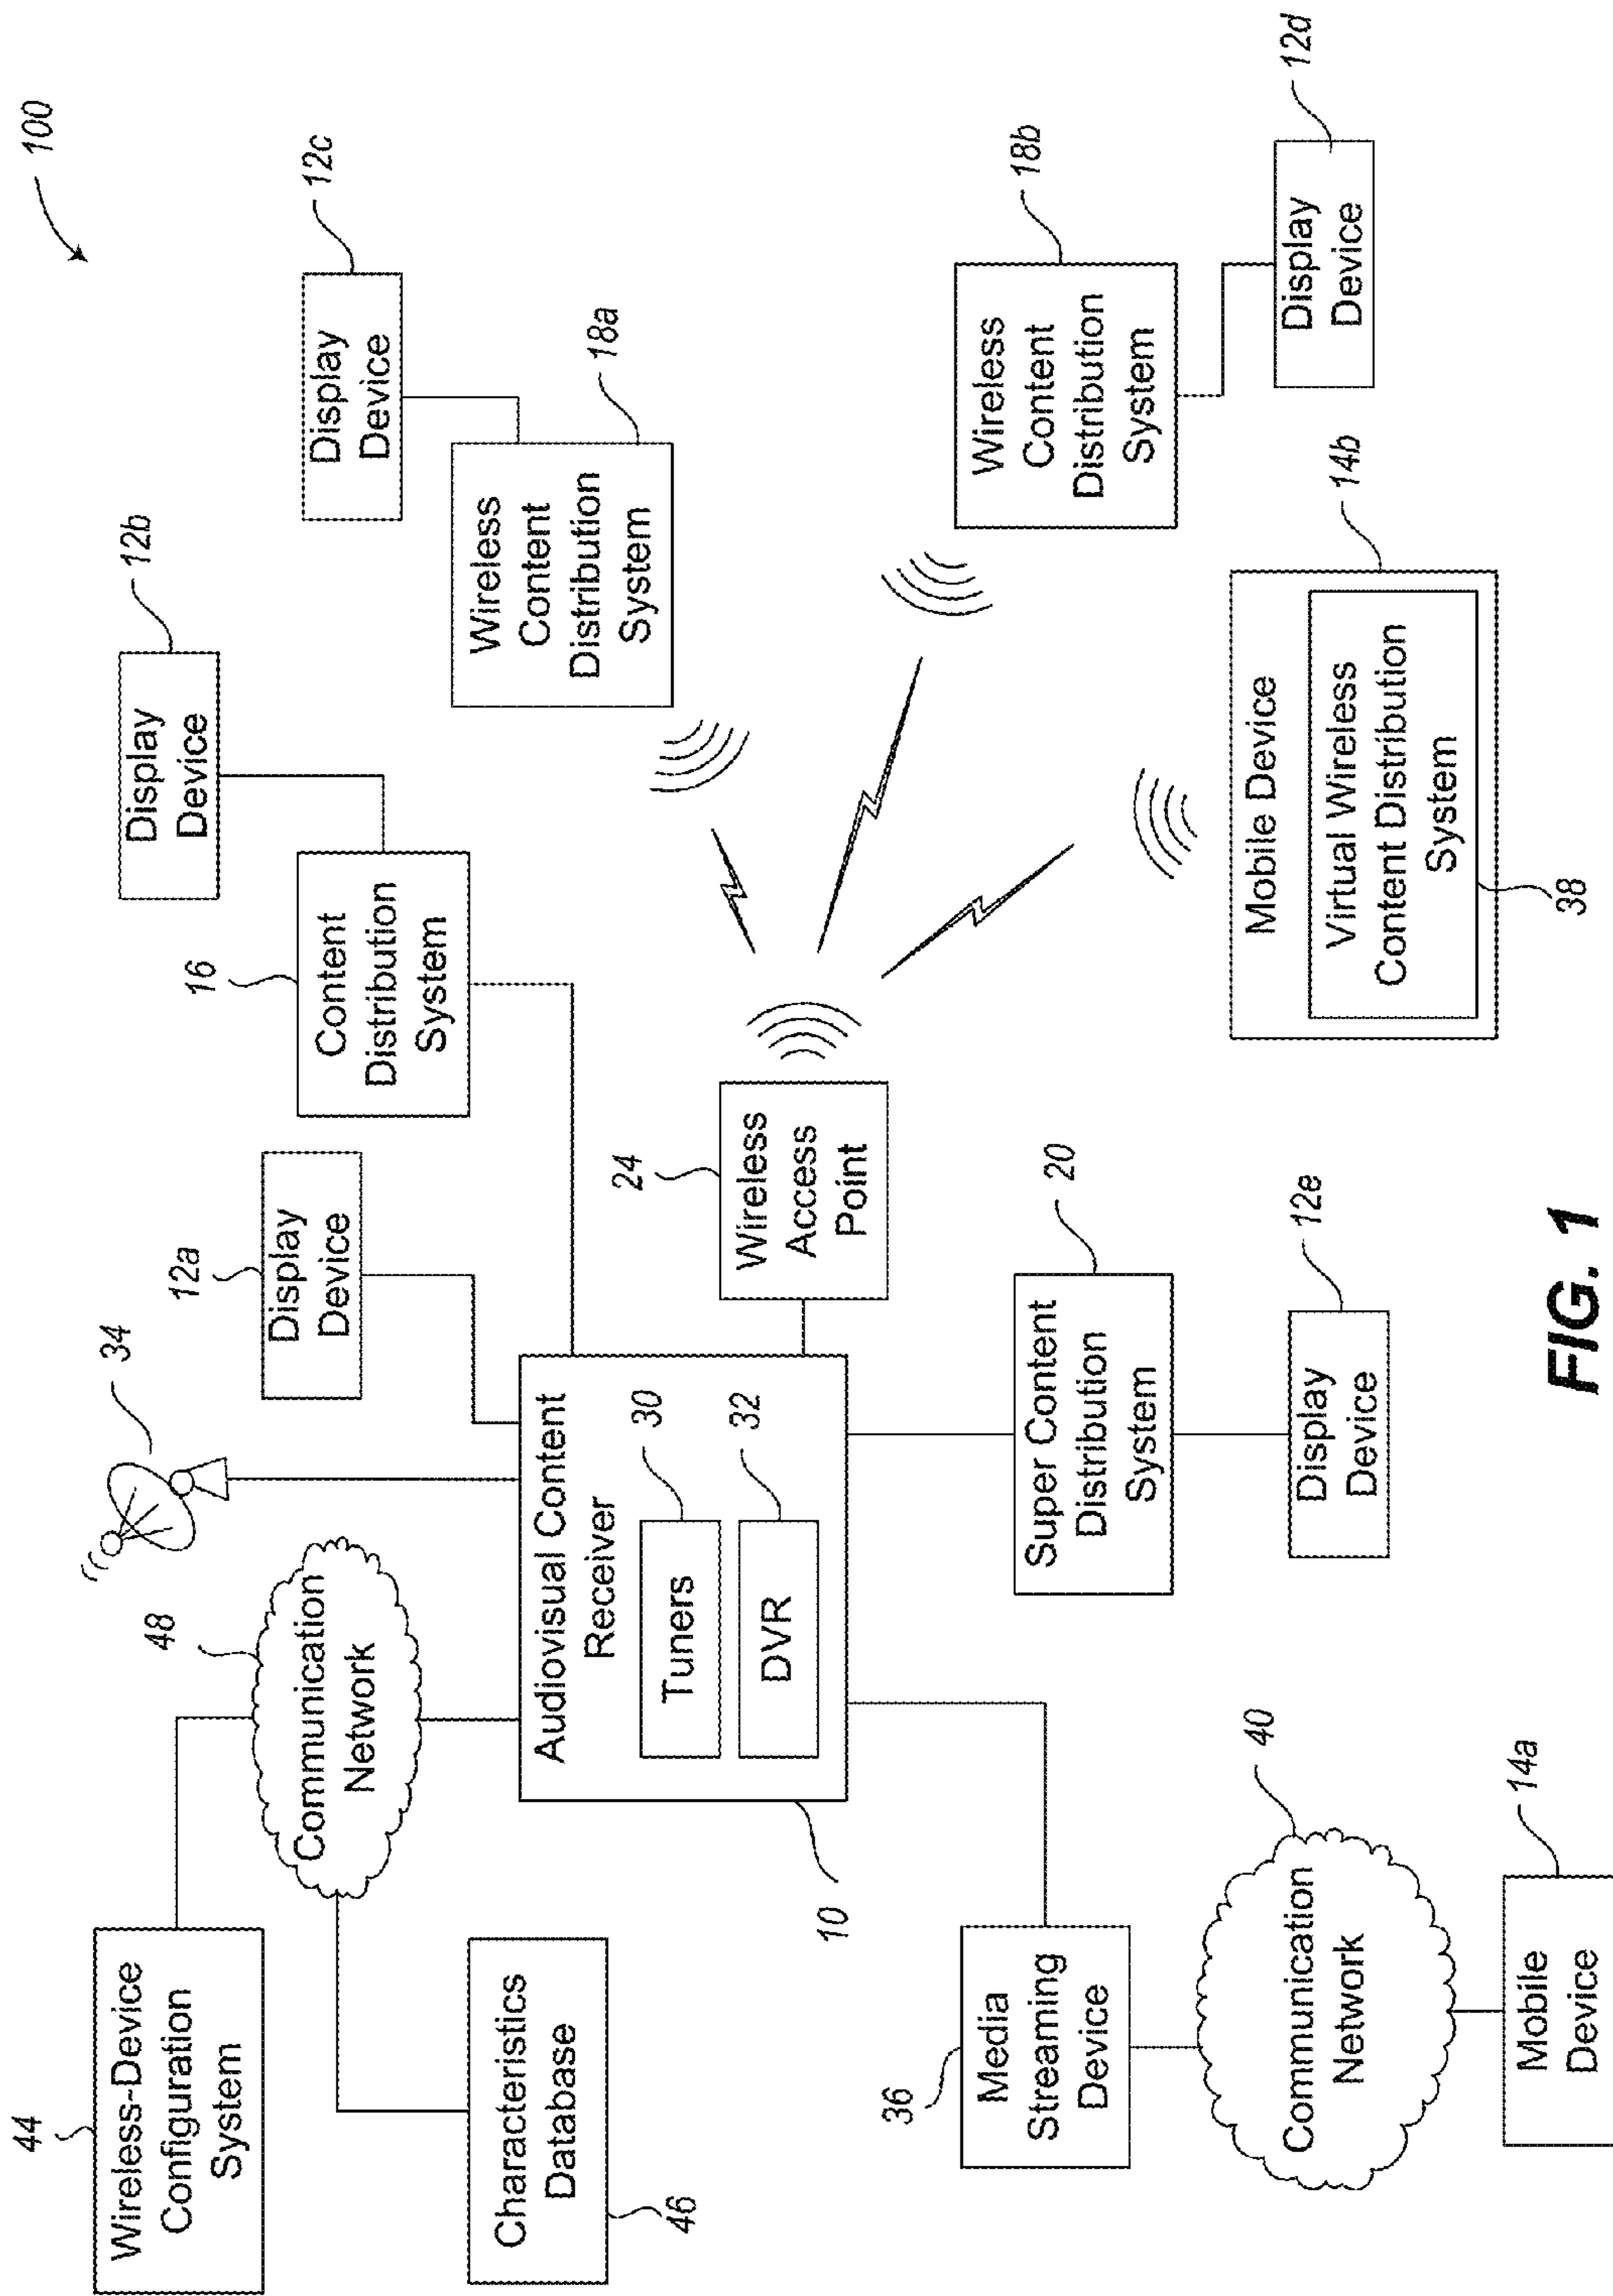 100
44
Wireless-Device
Configuration
System
48
Communication
Network
Characteristics
Database
46
34
12a
Display
Device
16
Content
Distribution
System
12b
Display
Device
12c
Display
Device
18a
Wireless
Content
Distribution
System
Audiovisual Content
Receiver
Tuners
30
DVR
32
10
24
Wireless
Access
Point
18b
Wireless
Content
Distribution
System
12d
Display
Device
14b
Mobile Device
Virtual Wireless
Content Distribution
System
38
20
Super Content
Distribution
System
12e
Display
Device
36
Media
Streaming
Device
40
Communication
Network
14a
Mobile
Device
FIG. 1